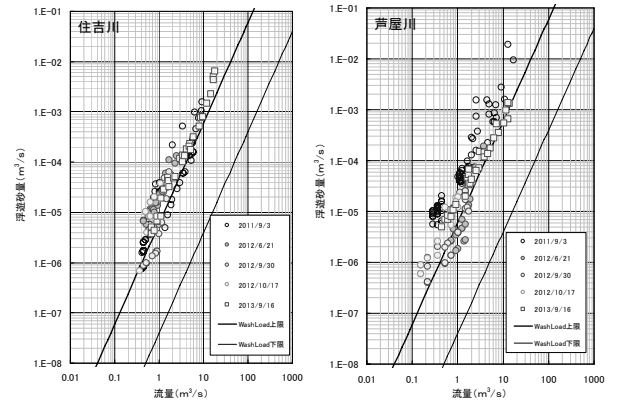 住吉川
1.E-01
1.E-02
1.E-03
1.E-04
1.E-05
1.E-06
1.E-07
1.E-08
浮遊砂量(m³/s)
0.01 0.1 1 10 100 1000
流量(m³/s)
2011/9/3
2012/6/21
2012/9/30
2012/10/17
2013/9/16
WashLoad上限
WashLoad下限
芦屋川
1.E-01
1.E-02
1.E-03
1.E-04
1.E-05
1.E-06
1.E-07
1.E-08
浮遊砂量(m³/s)
0.01 0.1 1 10 100 1000
流量(m³/s)
2011/9/3
2012/6/21
2012/9/30
2012/10/17
2013/9/16
WashLoad上限
WashLoad下限